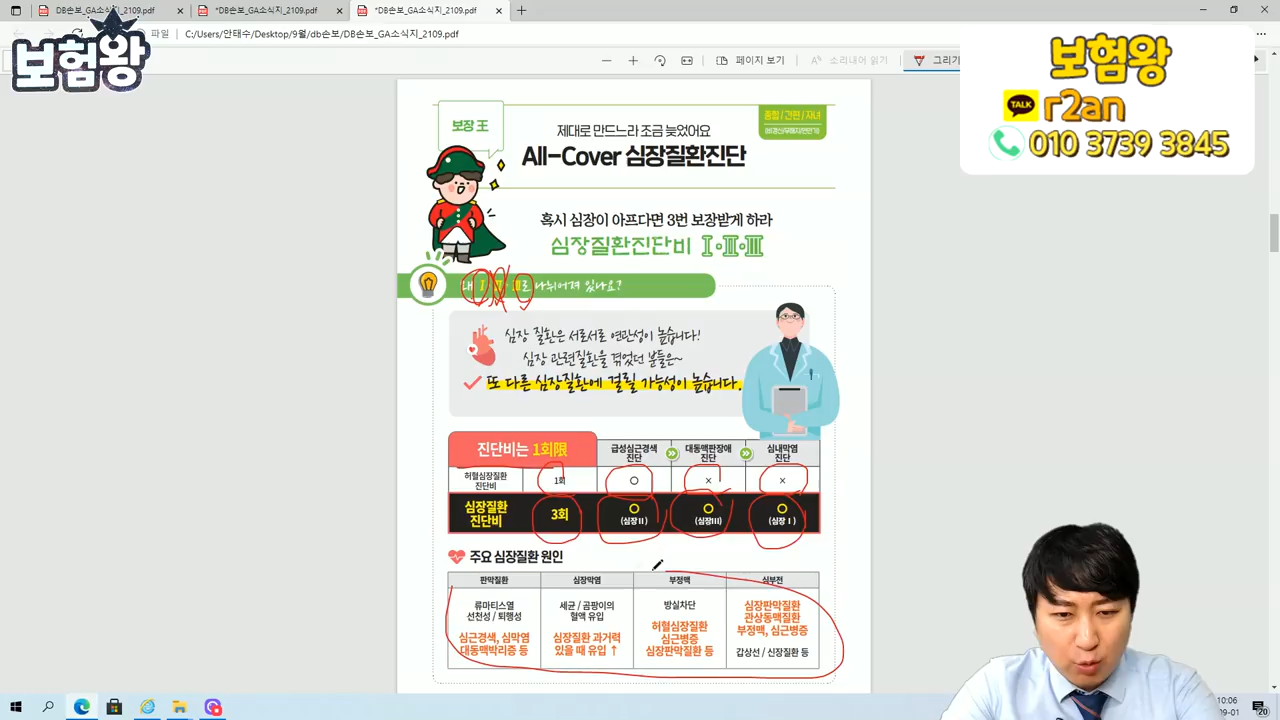 DB손보_GA소식지_2109.pdf
*DB손보_GA소식지_2109.pdf
*DB손보_GA소식지_2109.pdf
파일
C:/Users/안태수/Desktop/9월/db손보/DB손보_GA소식지_2109.pdf
보험왕
페이지 보기
소리내어 읽기
그리기
보험왕
TALK r2an
010 3739 3845
보장 王
제대로 만드느라 조금 늦었어요
All-Cover 심장질환진단
종합 / 간편 / 자녀
혹시 심장이 아프다면 3번 보장받게 하라
심장질환진단비 Ⅰ·Ⅱ·Ⅲ
나뉘어져 있나요?
심장 질환은 서로서로 연관성이 높습니다!
심장 관련질환을 겪었던 분들은~
또 다른 심장질환에 걸릴 가능성이 높습니다.
진단비는 1회限
급성심근경색 진단
대동맥판장애 진단
심내막염 진단
허혈심장질환 진단비
1회
○
×
×
심장질환 진단비
3회
○ (심장Ⅱ)
○ (심장Ⅲ)
○ (심장Ⅰ)
주요 심장질환 원인
판막질환
심장막염
부정맥
심부전
류마티스열
선천성 / 퇴행성
심근경색, 심막염
대동맥박리증 등
세균 / 곰팡이의
혈액 유입
심장질환 과거력
있을 때 유입 ↑
방실차단
허혈심장질환
심근병증
심장판막질환 등
심장판막질환
관상동맥질환
부정맥, 심근병증
갑상선 / 신장질환 등
10:06
09-01
20